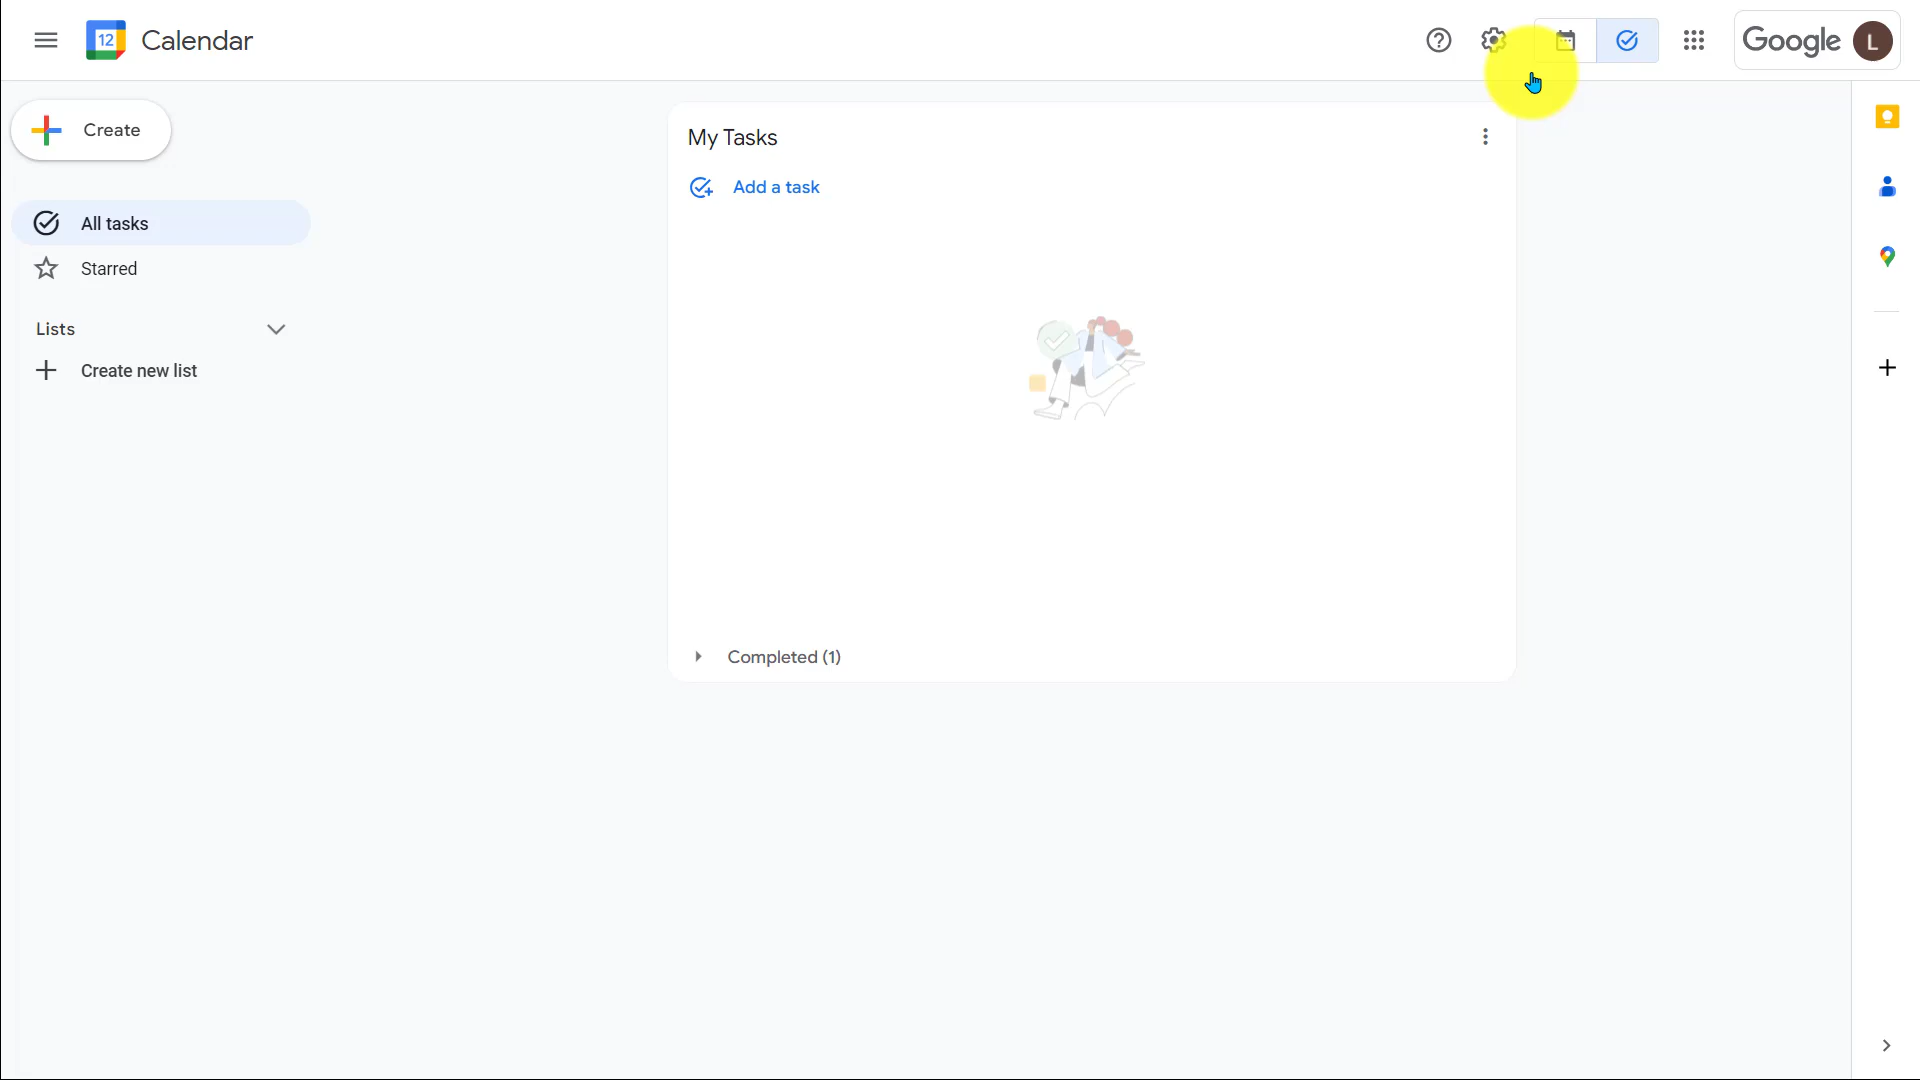 12 Calendar
Google L
Create
My Tasks
Add a task
All tasks
Starred
Lists
Create new list
Completed (1)